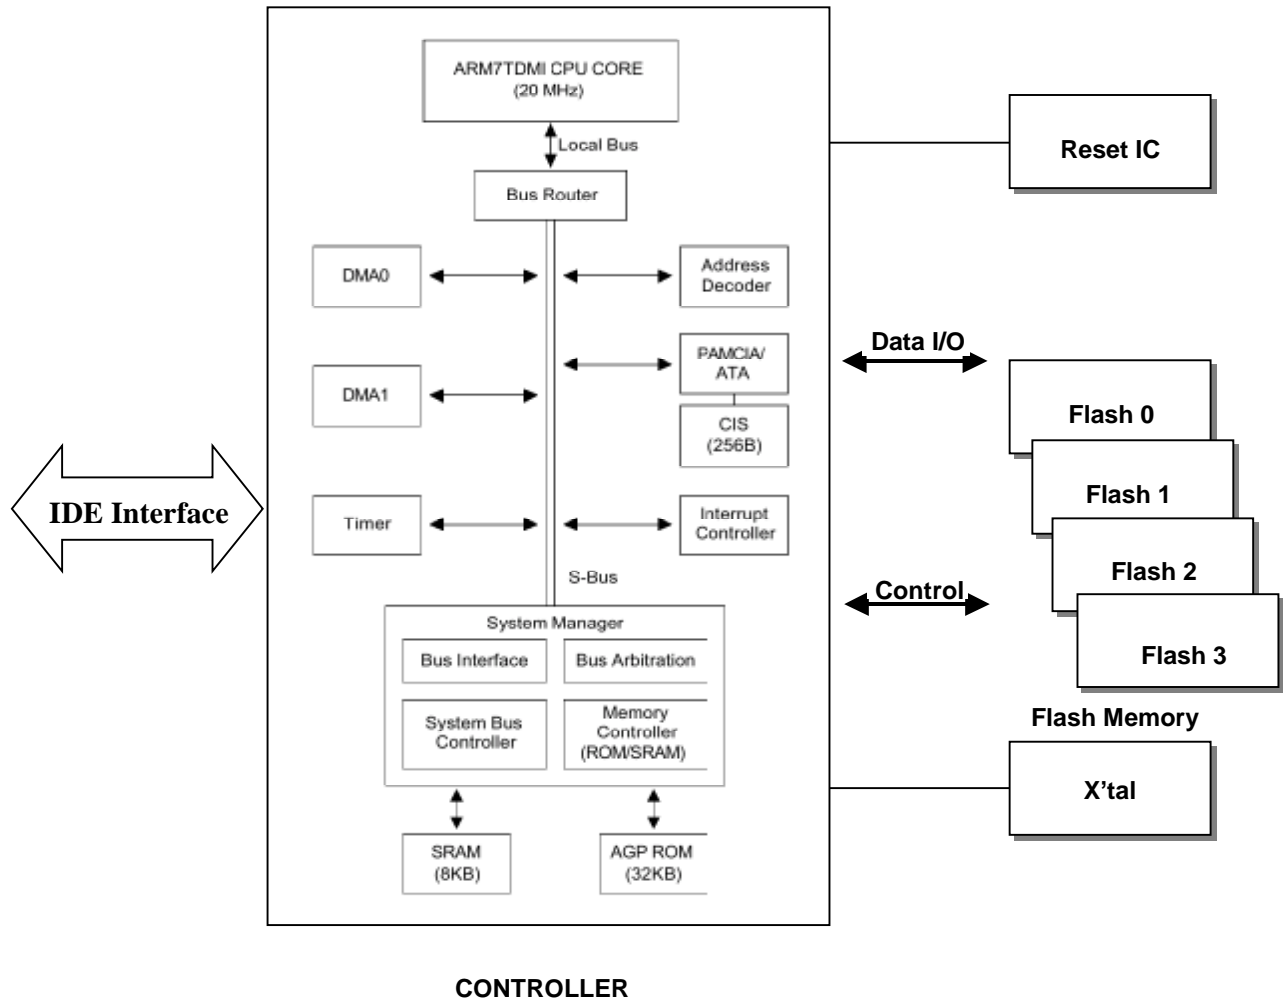 ARM7TDMI CPU CORE
(20 MHz)
Local Bus
Reset IC
Bus Router
DMA0
Address
Decoder
Data I/O
PAMCIA/
ATA
DMA1
CIS
(256B)
Flash 0
Flash 1
IDE Interface
Timer
Interrupt
Controller
Flash 2
S-Bus
Control
System Manager
Flash 3
Bus Interface
Bus Arbitration
System Bus
Controller
Memory
Controller
(ROM/SRAM)
Flash Memory
X'tal
SRAM
(8KB)
AGP ROM
(32KB)
CONTROLLER